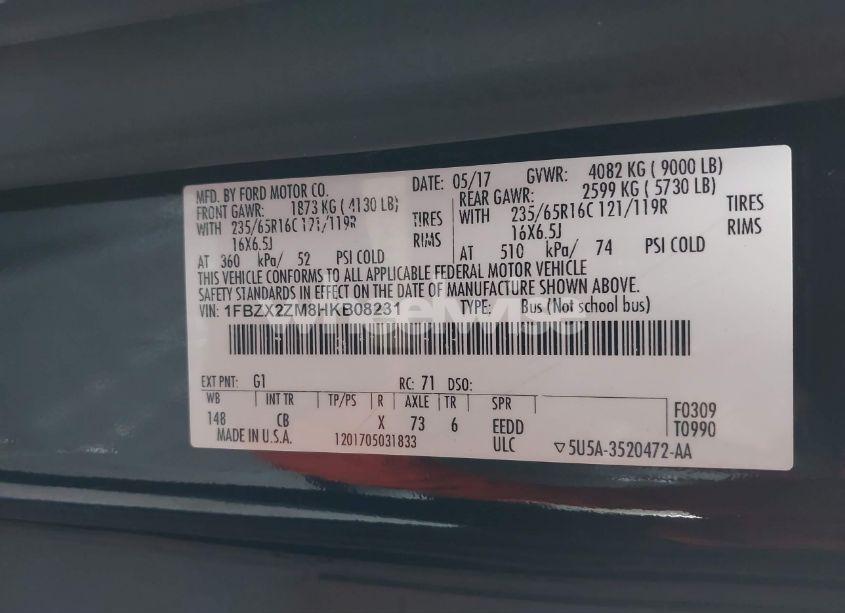 MFD. BY FORD MOTOR CO. DATE: 05/17 GVWR: 4082 KG ( 9000 LB)
FRONT GAWR: 1873 KG ( 4130 LB) REAR GAWR: 2599 KG ( 5730 LB)
WITH 235/65R16C 121/119R TIRES WITH 235/65R16C 121/119R TIRES
16X6.5J RIMS 16X6.5J RIMS
AT 360 kPa/ 52 PSI COLD AT 510 kPa/ 74 PSI COLD
THIS VEHICLE CONFORMS TO ALL APPLICABLE FEDERAL MOTOR VEHICLE
SAFETY STANDARDS IN EFFECT ON THE DATE OF MANUFACTURE SHOWN ABOVE.
VIN: 1FBZX2ZM8HKB08231 TYPE: Bus (Not school bus)
wheelwise
EXT PNT: G1 RC: 71 DSO:
WB INT TR TP/PS R AXLE TR SPR
148 CB X 73 6 EEDD F0309
ULC T0990
MADE IN U.S.A. 1201705031833 5U5A-3520472-AA